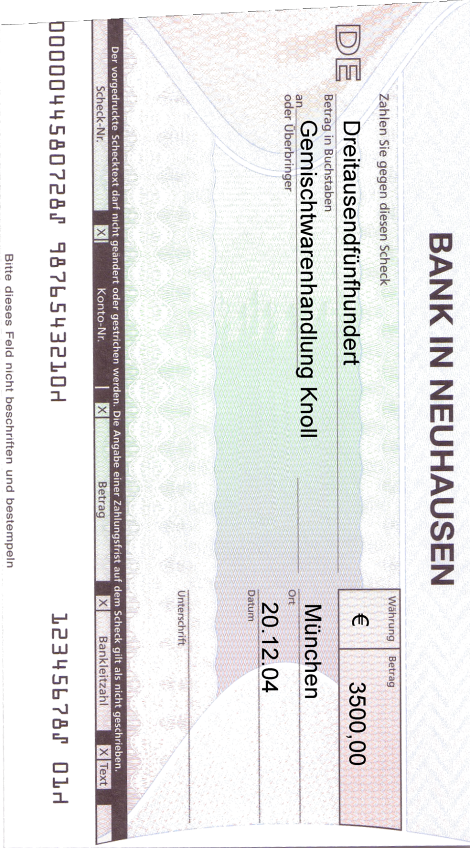 BANK IN NEUHAUSEN
DE
Zahlen Sie gegen diesen Scheck
Währung Betrag
Dreitausendfünfhundert € 3500,00
Betrag in Buchstaben
Gemischtwarenhandlung Knoll München
an Ort
oder Überbringer
20.12.04
Datum
Unterschrift
Der vorgedruckte Schecktext darf nicht geändert oder gestrichen werden. Die Angabe einer Zahlungsfrist auf dem Scheck gilt als nicht geschrieben.
Scheck-Nr. X Konto-Nr. X Betrag X Bankleitzahl X Text
0000044580728⑀ 9876543210⑁ 12345678⑀ 01⑁
Bitte dieses Feld nicht beschriften und bestempeln